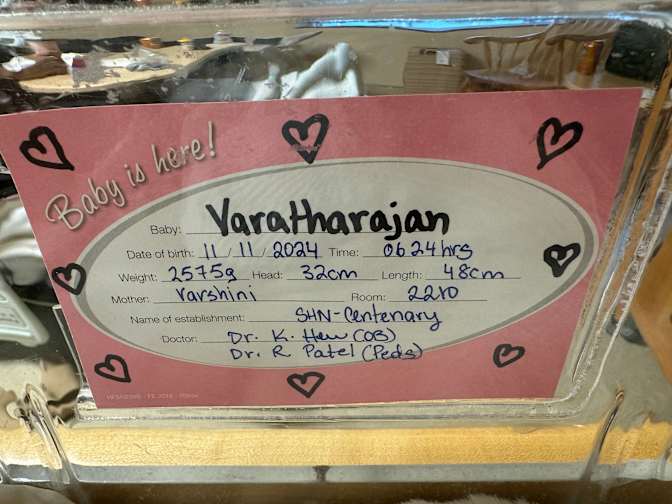 Baby is here!
Baby: Varatharajan
Date of birth: 11 / 11 / 2024 Time: 0624hrs
Weight: 2575g Head: 32cm Length: 48cm
Mother: Varshini Room: 2210
Name of establishment: SHN-Centenary
Doctor: Dr. K. Hew (OB)
Dr. R Patel (Peds)